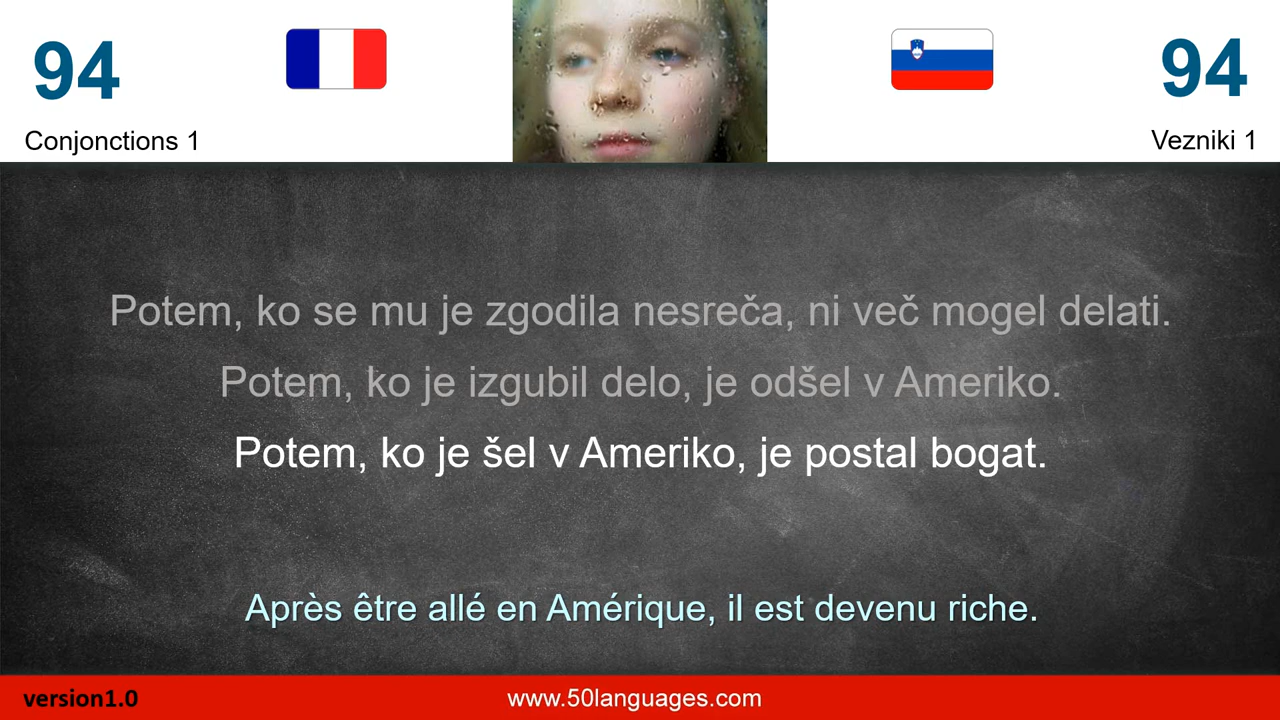 94
94
Conjonctions 1
Vezniki 1
Potem, ko se mu je zgodila nesreča, ni več mogel delati.
Potem, ko je izgubil delo, je odšel v Ameriko.
Potem, ko je šel v Ameriko, je postal bogat.
Après être allé en Amérique, il est devenu riche.
version1.0
www.50languages.com